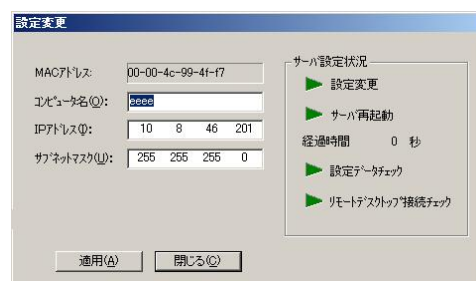 設定変更
MACｱﾄﾞﾚｽ: 00-00-4c-99-4f-f7
ｺﾝﾋﾟｭｰﾀ名(O): eeee
IPｱﾄﾞﾚｽ(I): 10 8 46 201
ｻﾌﾞﾈｯﾄﾏｽｸ(U): 255 255 255 0
適用(A) 閉じる(C)
サーバ設定状況
設定変更
サーバ再起動
経過時間 0 秒
設定データチェック
リモートデスクトップ接続チェック